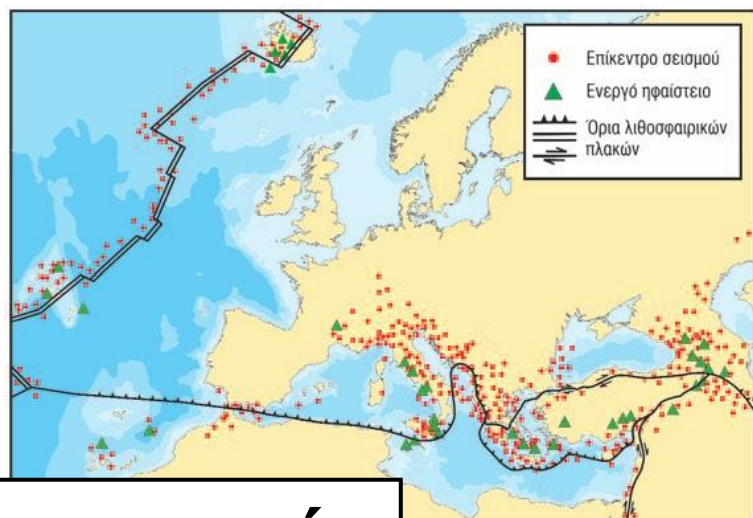 Επίκεντρο σεισμού
Ενεργό ηφαίστειο
Όρια λιθοσφαιρικών
πλακών